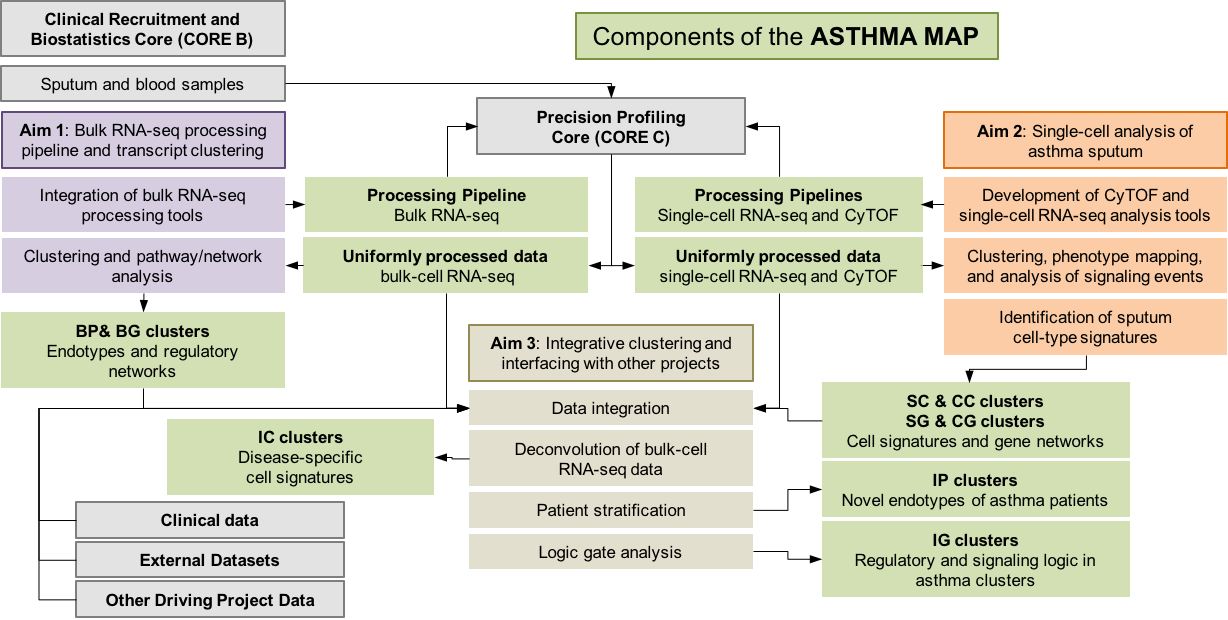 Clinical Recruitment and
Biostatistics Core (CORE B)
Components of the ASTHMA MAP
Sputum and blood samples
Precision Profiling
Core (CORE C)
Aim 1: Bulk RNA-seq processing
pipeline and transcript clustering
Aim 2: Single-cell analysis of
asthma sputum
Integration of bulk RNA-seq
processing tools
Processing Pipeline
Bulk RNA-seq
Processing Pipelines
Single-cell RNA-seq and CyTOF
Development of CyTOF and
single-cell RNA-seq analysis tools
Clustering and pathway/network
analysis
Uniformly processed data
bulk-cell RNA-seq
Uniformly processed data
single-cell RNA-seq and CyTOF
Clustering, phenotype mapping,
and analysis of signaling events
BP& BG clusters
Endotypes and regulatory
networks
Aim 3: Integrative clustering and
interfacing with other projects
Identification of sputum
cell-type signatures
Data integration
SC & CC clusters
SG & CG clusters
Cell signatures and gene networks
IC clusters
Disease-specific
cell signatures
Deconvolution of bulk-cell
RNA-seq data
IP clusters
Novel endotypes of asthma patients
Patient stratification
Clinical data
Logic gate analysis
IG clusters
Regulatory and signaling logic in
asthma clusters
External Datasets
Other Driving Project Data